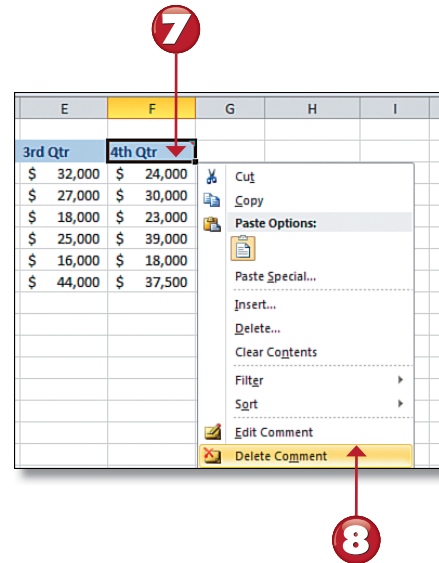 7
E F G H I
3rd Qtr 4th Qtr
$ 32,000 $ 24,000
$ 27,000 $ 30,000
$ 18,000 $ 23,000
$ 25,000 $ 39,000
$ 16,000 $ 18,000
$ 44,000 $ 37,500
Cut
Copy
Paste Options:
Paste Special...
Insert...
Delete...
Clear Contents
Filter
Sort
Edit Comment
Delete Comment
8